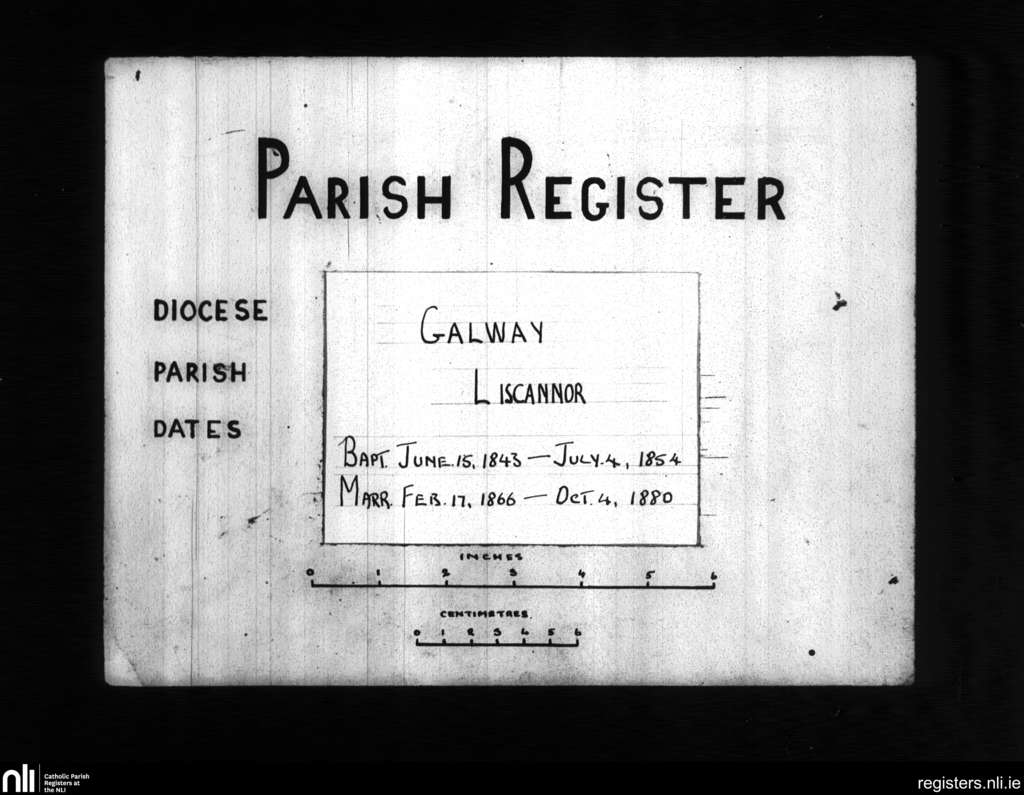 PARISH REGISTER
DIOCESE GALWAY
PARISH LISCANNOR
DATES
BAPT. JUNE.15, 1843 — JULY.4, 1854
MARR. FEB. 17, 1866 — OCT. 4, 1880
INCHES
0 1 2 3 4 5 6
CENTIMETRES.
0 1 2 3 4 5 6
nli Catholic Parish
Registers at
the NLI
registers.nli.ie